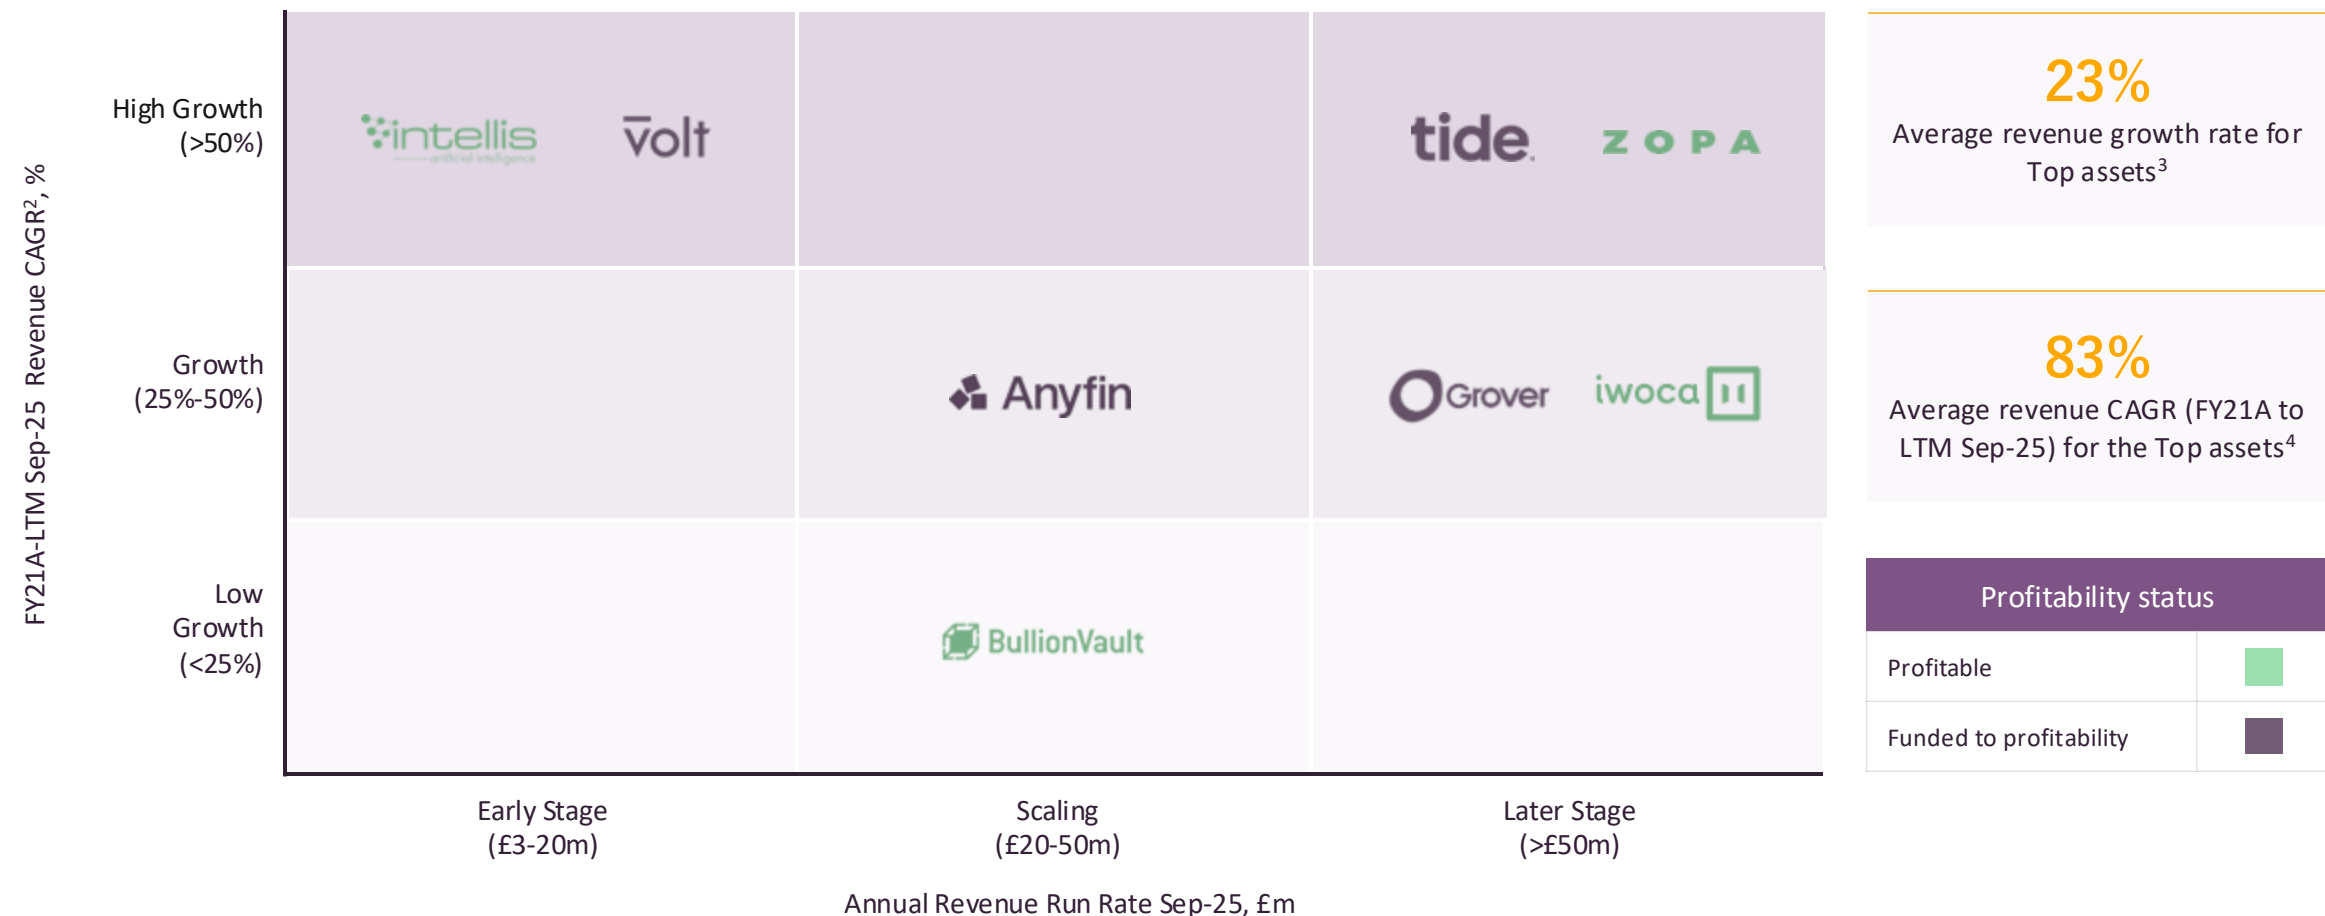 FY21A-LTM Sep-25 Revenue CAGR², %
High Growth
(>50%)
Growth
(25%-50%)
Low
Growth
(<25%)
intellis
artificial intelligence
volt
tide
ZOPA
Anyfin
Grover
iwoca
BullionVault
Early Stage
(£3-20m)
Scaling
(£20-50m)
Later Stage
(>£50m)
Annual Revenue Run Rate Sep-25, £m
23%
Average revenue growth rate for
Top assets³
83%
Average revenue CAGR (FY21A to
LTM Sep-25) for the Top assets⁴
Profitability status
Profitable
Funded to profitability